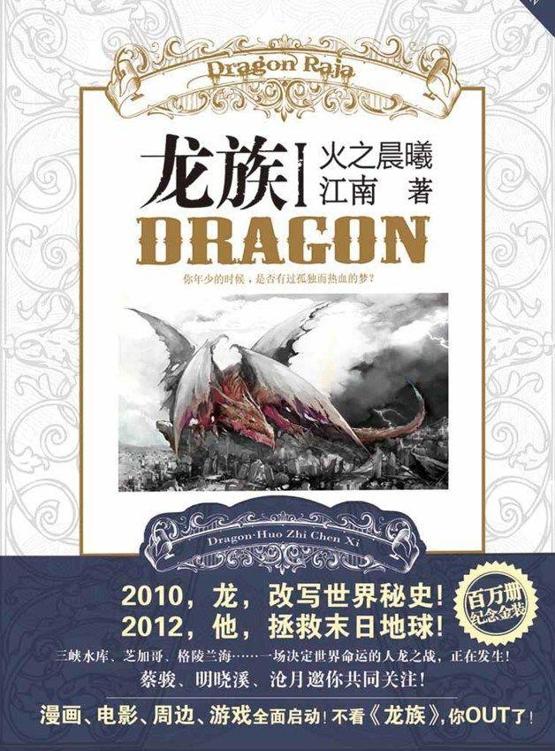 Dragon Raja
龙族I
火之晨曦
江南 著
DRAGON
你年少的时候，是否有过孤独而热血的梦？
Dragon·Huo Zhi Chen Xi
2010，龙，改写世界秘史！
2012，他，拯救末日地球！
百万册
纪念金装
三峡水库、芝加哥、格陵兰海……一场决定世界命运的人龙之战，正在发生！
蔡骏、明晓溪、沧月邀你共同关注！
漫画、电影、周边、游戏全面启动！不看《龙族》，你OUT了！